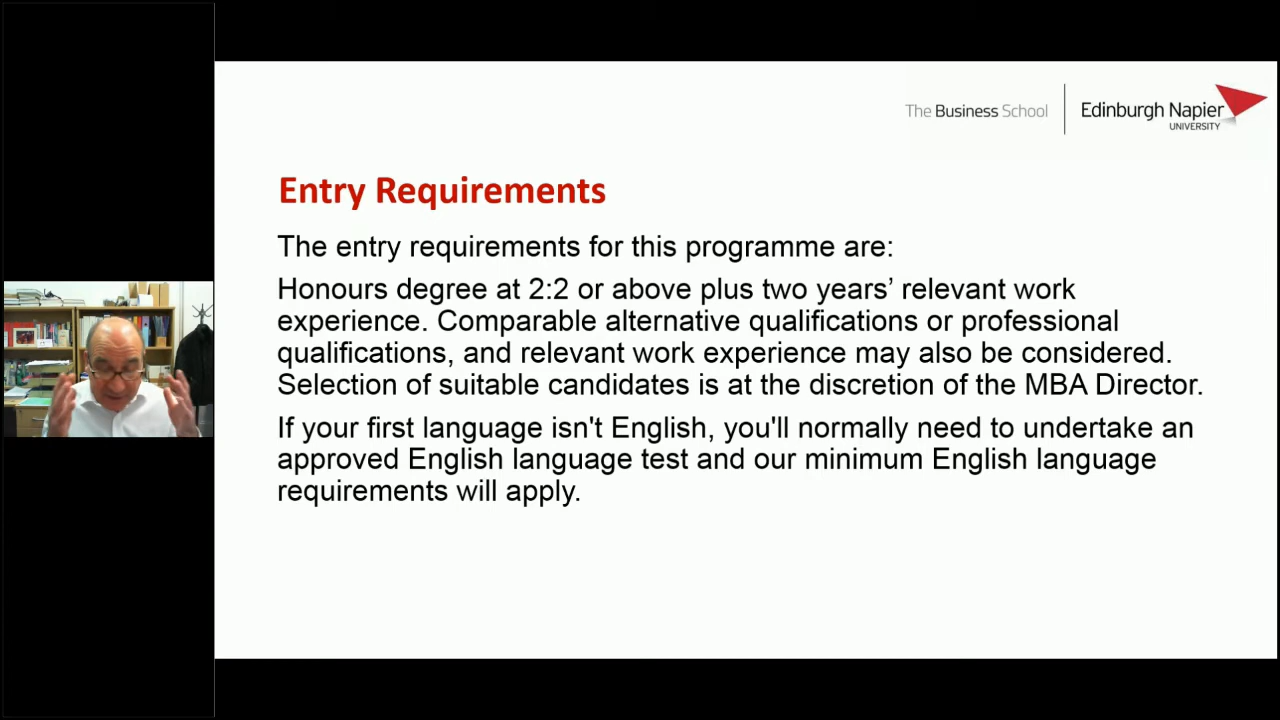 The Business School
Edinburgh Napier
UNIVERSITY
Entry Requirements
The entry requirements for this programme are:
Honours degree at 2:2 or above plus two years’ relevant work
experience. Comparable alternative qualifications or professional
qualifications, and relevant work experience may also be considered.
Selection of suitable candidates is at the discretion of the MBA Director.
If your first language isn't English, you'll normally need to undertake an
approved English language test and our minimum English language
requirements will apply.